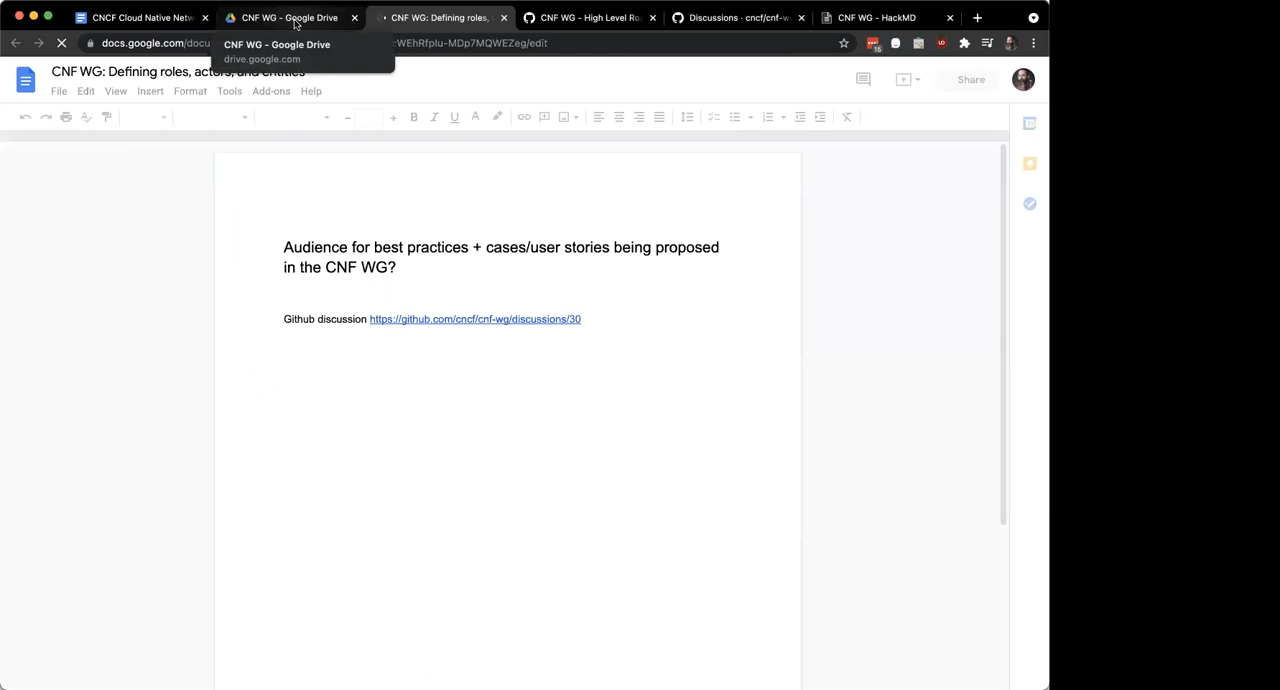 CNCF Cloud Native Netw
CNF WG - Google Drive
CNF WG: Defining roles,
CNF WG - High Level Ro
Discussions · cncf/cnf-w
CNF WG - HackMD
docs.google.com/docu
:WEhRfplu-MDp7MQWEZeg/edit
15
CNF WG - Google Drive
drive.google.com
CNF WG: Defining roles, actors, and entities
File Edit View Insert Format Tools Add-ons Help
Share
Audience for best practices + cases/user stories being proposed
in the CNF WG?
Github discussion https://github.com/cncf/cnf-wg/discussions/30